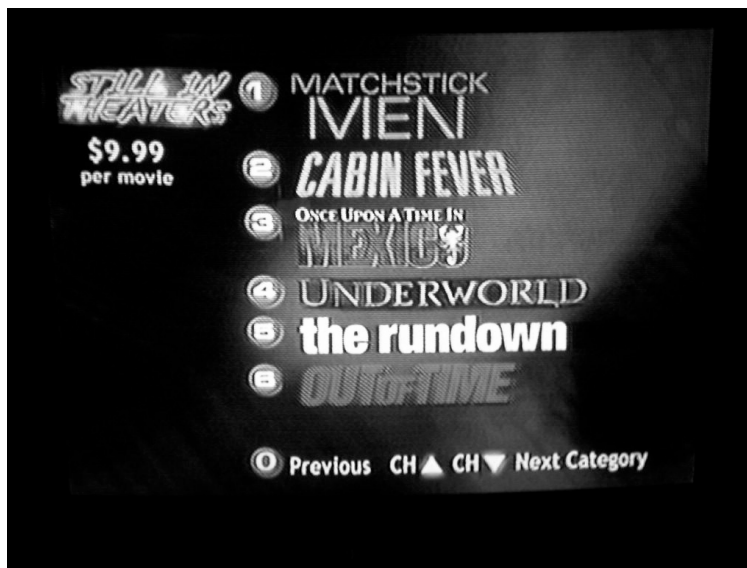 STILL IN
THEATERS
$9.99
per movie
1 MATCHSTICK
MEN
2 CABIN FEVER
3 ONCE UPON A TIME IN
MEXICO
4 UNDERWORLD
5 the rundown
6 OUT OF TIME
0 Previous CH▲ CH▼ Next Category